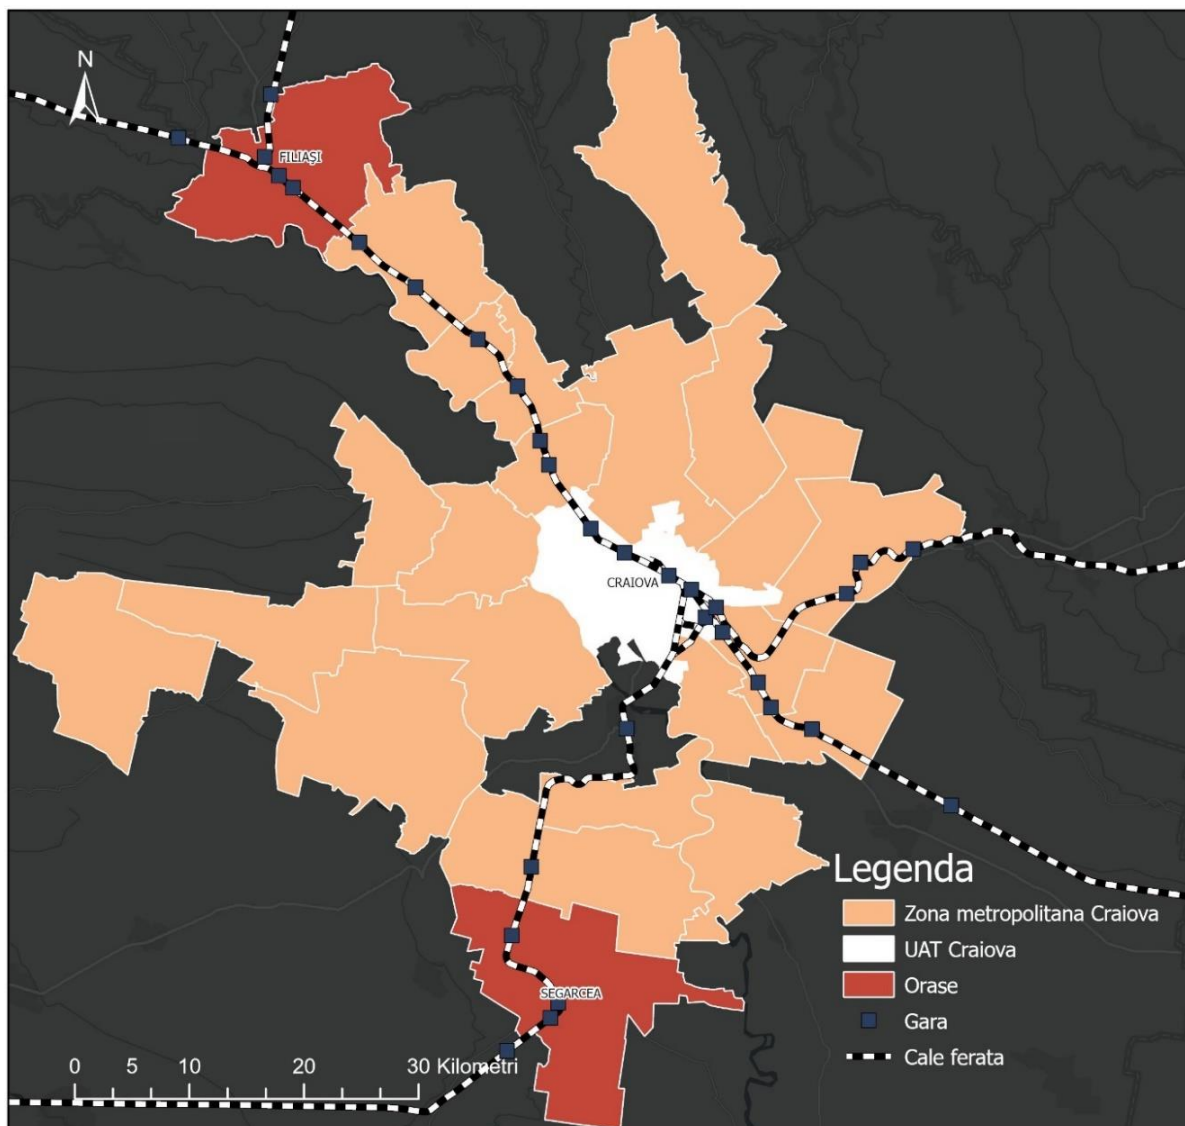 N
FILIAȘI
CRAIOVA
SEGARCEA
Legenda
Zona metropolitana Craiova
UAT Craiova
Orase
Gara
Cale ferata
0 5 10 20 30 Kilometri